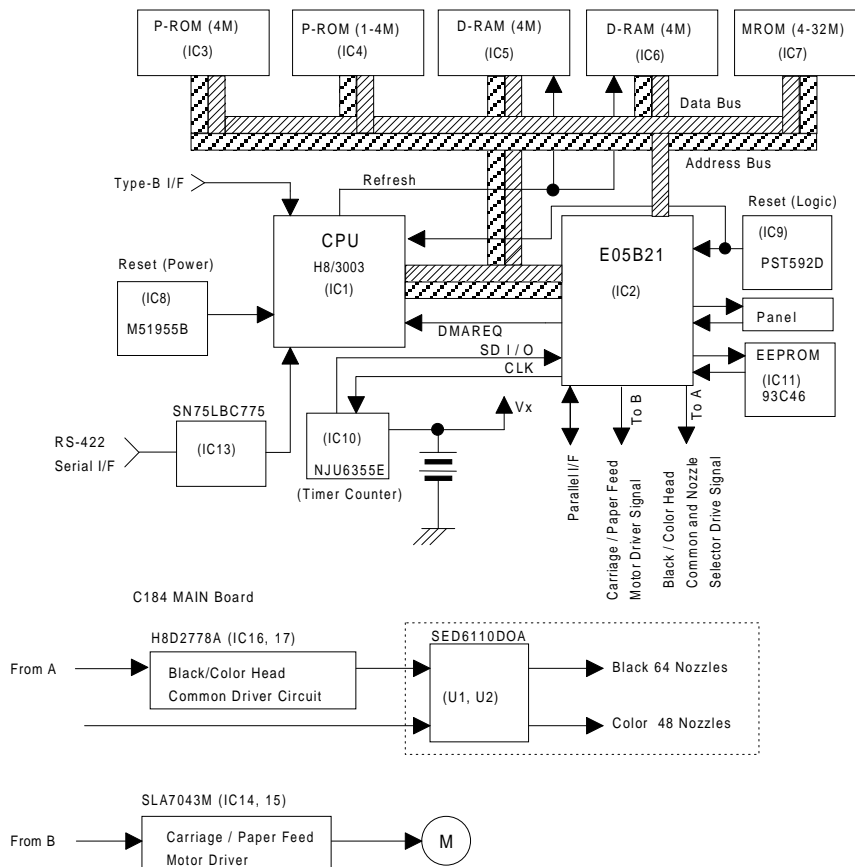 P-ROM (4M)
(IC3)
P-ROM (1-4M)
(IC4)
D-RAM (4M)
(IC5)
D-RAM (4M)
(IC6)
MROM (4-32M)
(IC7)
Data Bus
Address Bus
Type-B I/F
Refresh
CPU
H8/3003
(IC1)
E05B21
(IC2)
Reset (Logic)
(IC9)
PST592D
Reset (Power)
(IC8)
M51955B
Panel
DMAREQ
SD I / O
CLK
EEPROM
(IC11)
93C46
SN75LBC775
(IC13)
RS-422
Serial I/F
(IC10)
NJU6355E
(Timer Counter)
Vx
To B
To A
Parallel I/F
Carriage / Paper Feed
Motor Driver Signal
Black / Color Head
Common and Nozzle
Selector Drive Signal
C184 MAIN Board
H8D2778A (IC16, 17)
SED6110DOA
From A
Black/Color Head
Common Driver Circuit
(U1, U2)
Black 64 Nozzles
Color 48 Nozzles
SLA7043M (IC14, 15)
From B
Carriage / Paper Feed
Motor Driver
M